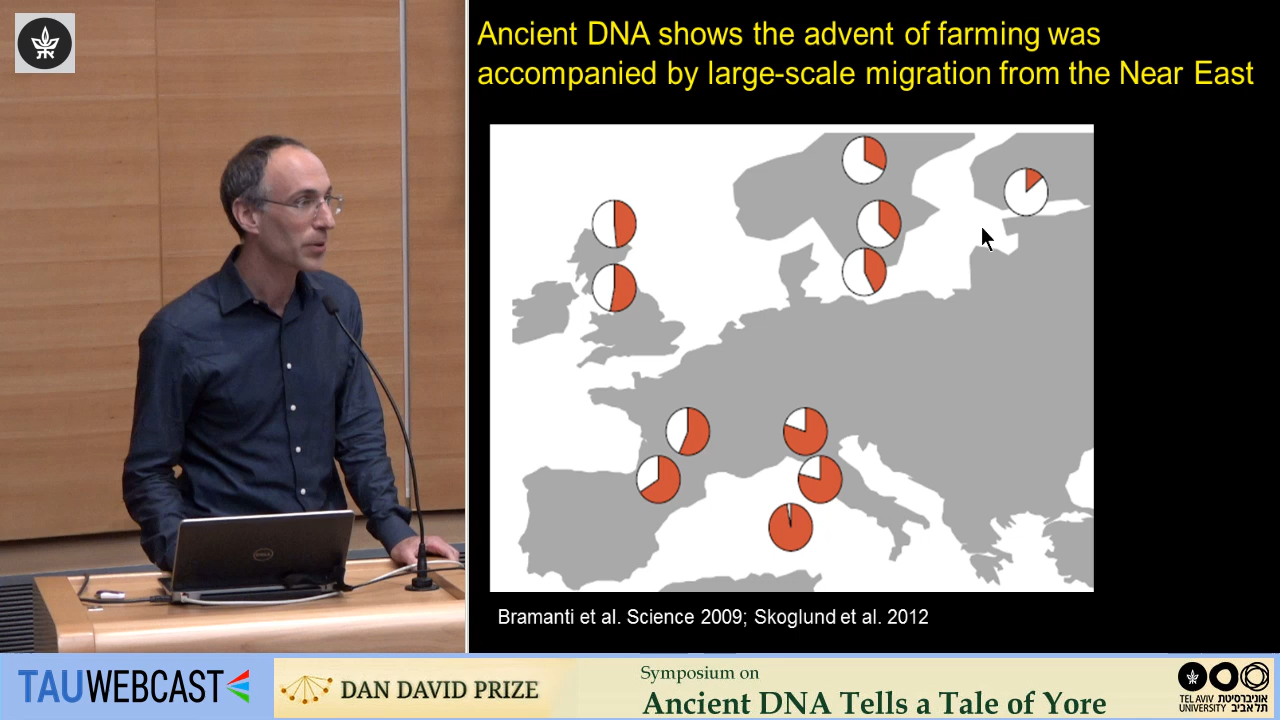 Ancient DNA shows the advent of farming was
accompanied by large-scale migration from the Near East
Bramanti et al. Science 2009; Skoglund et al. 2012
TAUWEBCAST
DAN DAVID PRIZE
Symposium on
Ancient DNA Tells a Tale of Yore
TEL AVIV אוניברסיטת
UNIVERSITY תל אביב
DELL